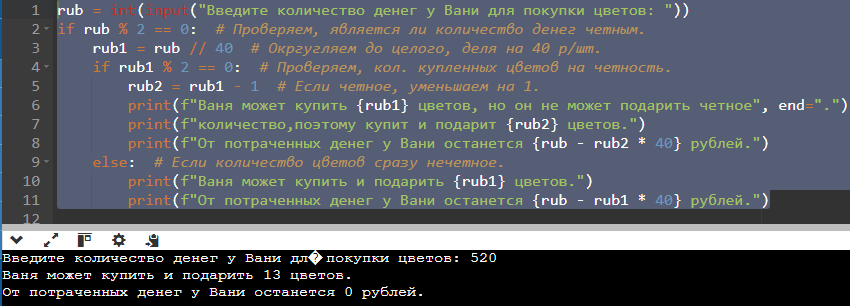 1 rub = int(input("Введите количество денег у Вани для покупки цветов: "))
2 if rub % 2 == 0:  # Проверяем, является ли количество денег четным.
3     rub1 = rub // 40  # Окргугляем до целого, деля на 40 р/шт.
4     if rub1 % 2 == 0:  # Проверяем, кол. купленных цветов на четность.
5         rub2 = rub1 - 1  # Если четное, уменьшаем на 1.
6         print(f"Ваня может купить {rub1} цветов, но он не может подарить четное", end=".")
7         print(f"количество,поэтому купит и подарит {rub2} цветов.")
8         print(f"От потраченных денег у Вани останется {rub - rub2 * 40} рублей.")
9     else:  # Если количество цветов сразу нечетное.
10         print(f"Ваня может купить и подарить {rub1} цветов.")
11         print(f"От потраченных денег у Вани останется {rub - rub1 * 40} рублей.")
12
Введите количество денег у Вани дл�покупки цветов: 520
Ваня может купить и подарить 13 цветов.
От потраченных денег у Вани останется 0 рублей.